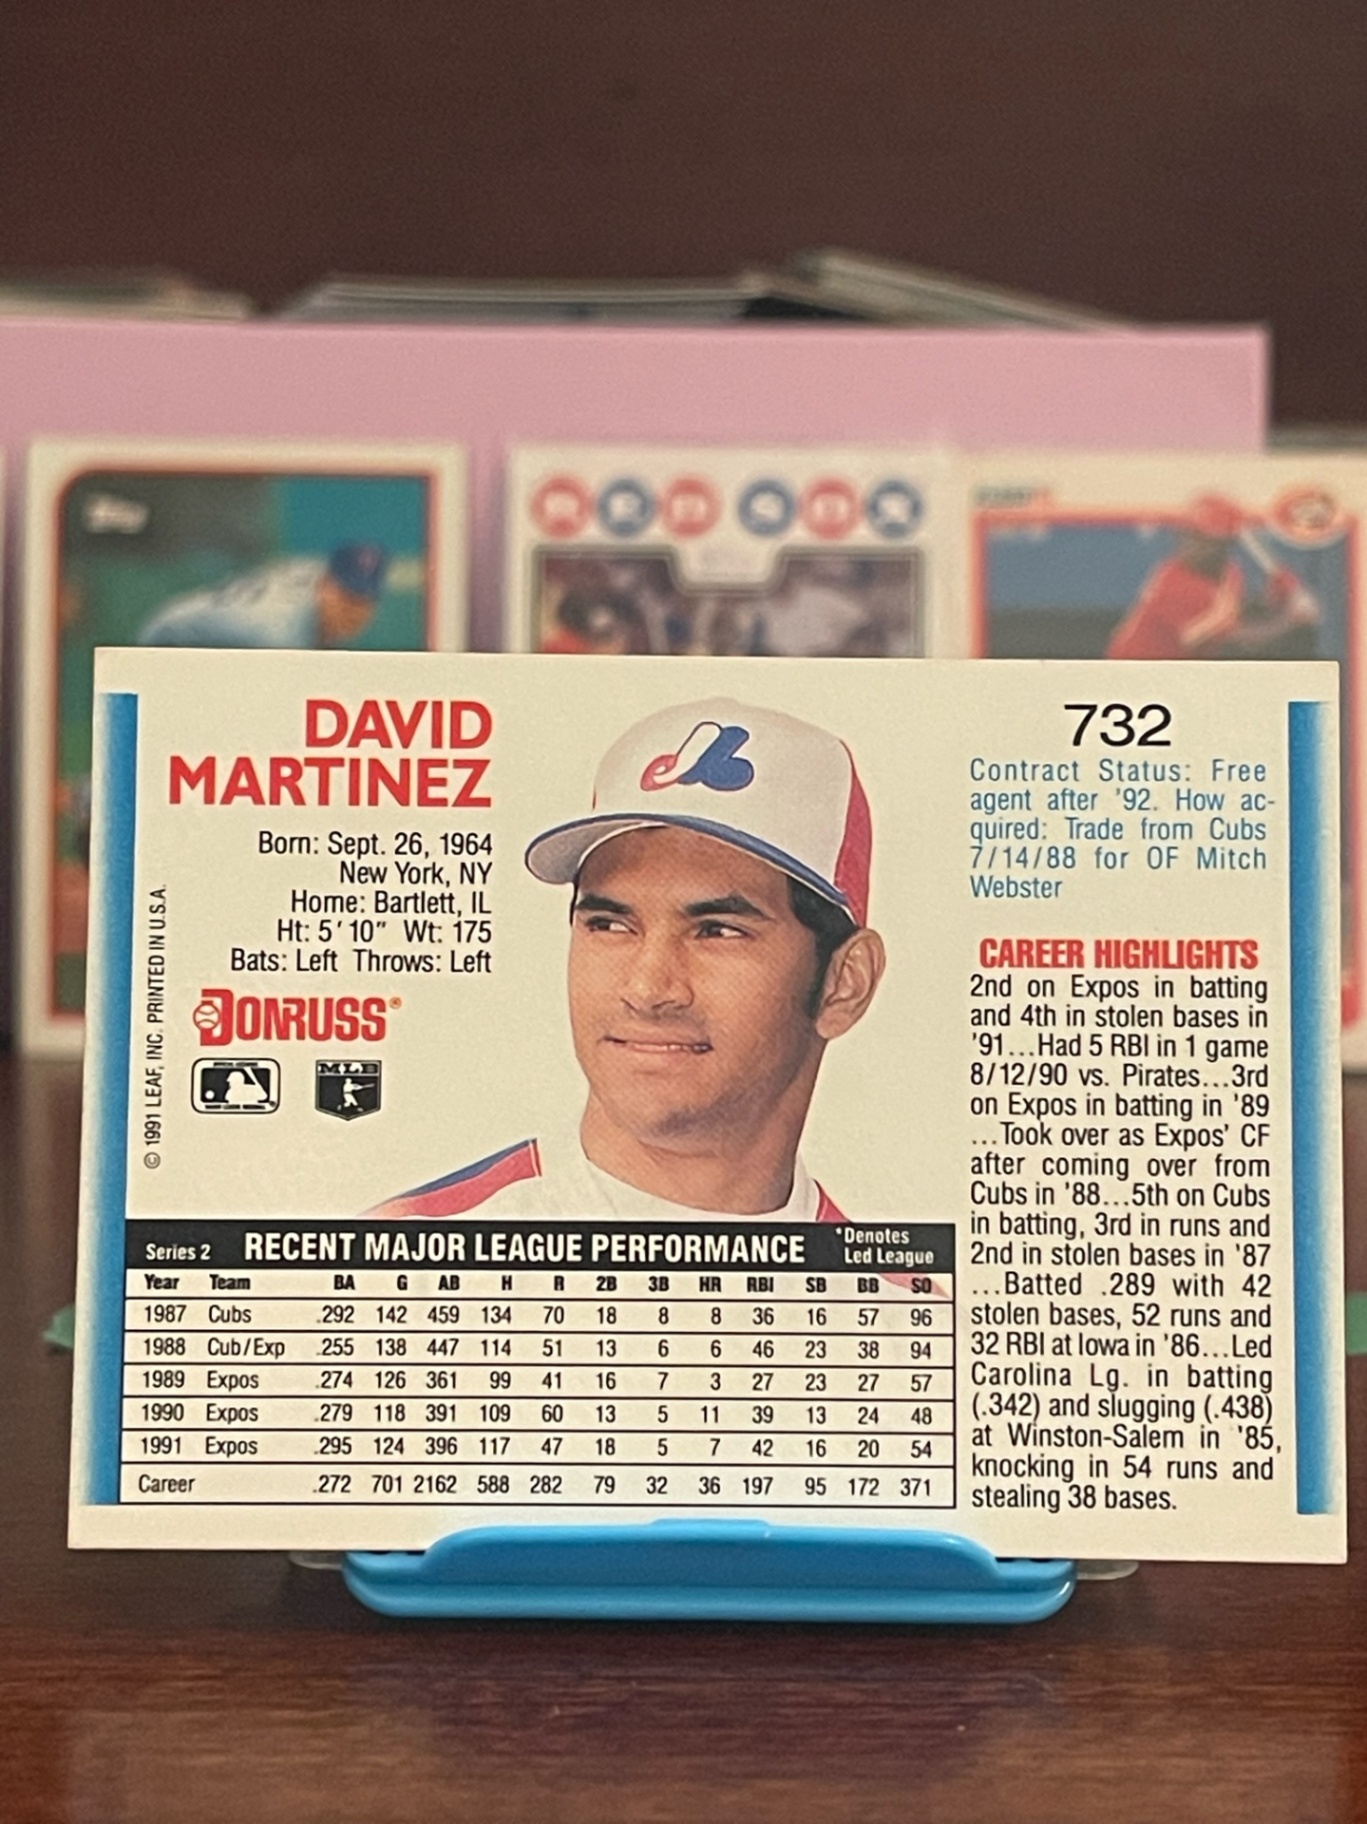 Topps
RED SOX
DAVID
MARTINEZ
Born: Sept. 26, 1964
New York, NY
Home: Bartlett, IL
Ht: 5'10" Wt: 175
Bats: Left Throws: Left
DONRUSS®
MLB
© 1991 LEAF, INC. PRINTED IN U.S.A.
732
Contract Status: Free
agent after '92. How ac-
quired: Trade from Cubs
7/14/88 for OF Mitch
Webster
CAREER HIGHLIGHTS
2nd on Expos in batting
and 4th in stolen bases in
'91...Had 5 RBI in 1 game
8/12/90 vs. Pirates...3rd
on Expos in batting in '89
...Took over as Expos' CF
after coming over from
Cubs in '88...5th on Cubs
in batting, 3rd in runs and
2nd in stolen bases in '87
...Batted .289 with 42
stolen bases, 52 runs and
32 RBI at Iowa in '86...Led
Carolina Lg. in batting
(.342) and slugging (.438)
at Winston-Salem in '85,
knocking in 54 runs and
stealing 38 bases.
Series 2 RECENT MAJOR LEAGUE PERFORMANCE *Denotes
Led League
Year Team BA G AB H R 2B 3B HR RBI SB BB SO
1987 Cubs .292 142 459 134 70 18 8 8 36 16 57 96
1988 Cub/Exp .255 138 447 114 51 13 6 6 46 23 38 94
1989 Expos .274 126 361 99 41 16 7 3 27 23 27 57
1990 Expos .279 118 391 109 60 13 5 11 39 13 24 48
1991 Expos .295 124 396 117 47 18 5 7 42 16 20 54
Career .272 701 2162 588 282 79 32 36 197 95 172 371